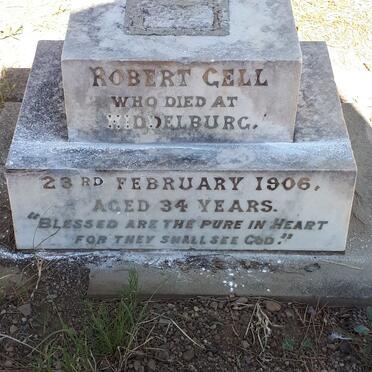 ROBERT GELL
WHO DIED AT
MIDDELBURG,
23RD FEBRUARY 1906,
AGED 34 YEARS.
"BLESSED ARE THE PURE IN HEART
FOR THEY SHALL SEE GOD."